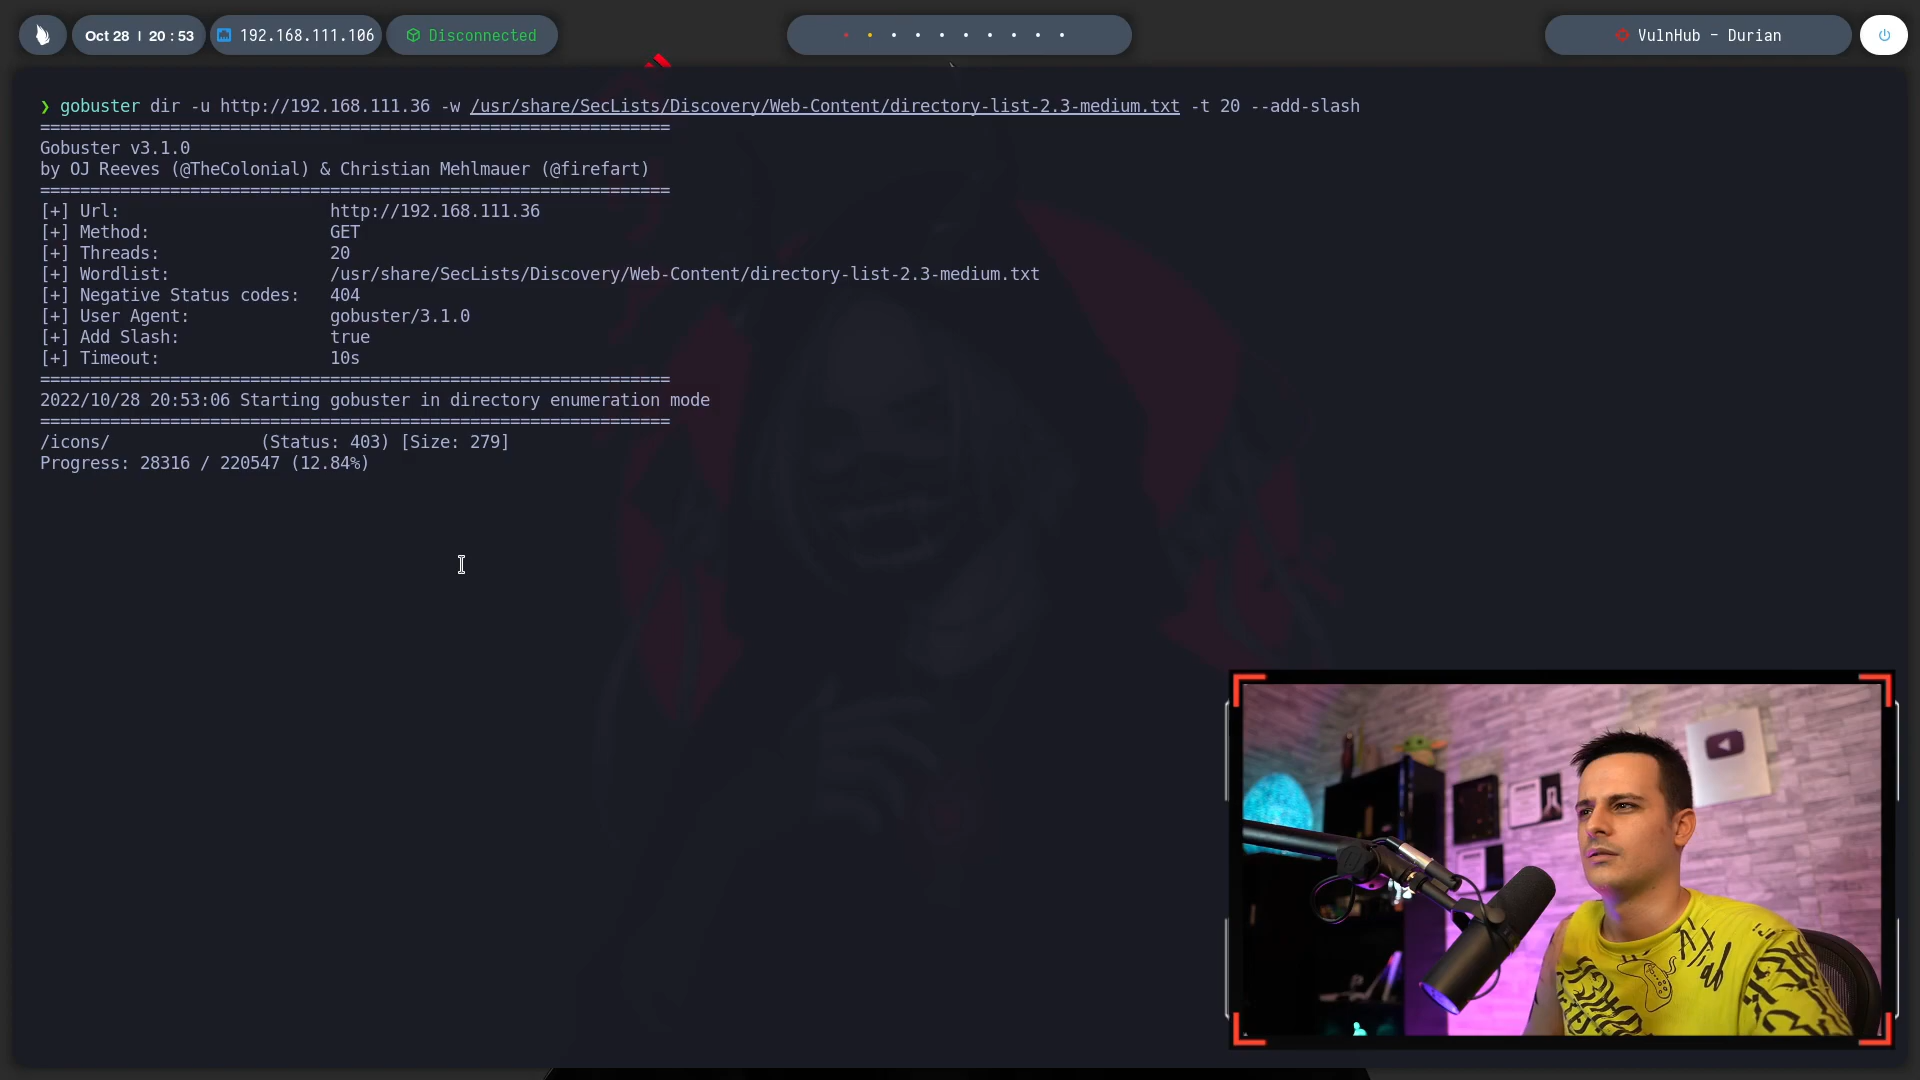 Oct 28 | 20 : 53
192.168.111.106
Disconnected
VulnHub - Durian
❯ gobuster dir -u http://192.168.111.36 -w /usr/share/SecLists/Discovery/Web-Content/directory-list-2.3-medium.txt -t 20 --add-slash
===============================================================
Gobuster v3.1.0
by OJ Reeves (@TheColonial) & Christian Mehlmauer (@firefart)
===============================================================
[+] Url:                     http://192.168.111.36
[+] Method:                  GET
[+] Threads:                 20
[+] Wordlist:                /usr/share/SecLists/Discovery/Web-Content/directory-list-2.3-medium.txt
[+] Negative Status codes:   404
[+] User Agent:              gobuster/3.1.0
[+] Add Slash:               true
[+] Timeout:                 10s
===============================================================
2022/10/28 20:53:06 Starting gobuster in directory enumeration mode
===============================================================
/icons/               (Status: 403) [Size: 279]
Progress: 28316 / 220547 (12.84%)